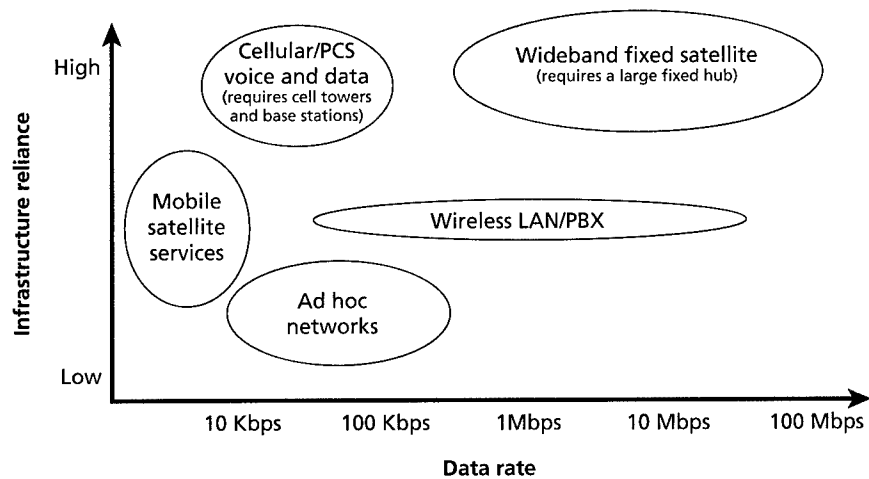 High
Cellular/PCS
voice and data
(requires cell towers
and base stations)
Wideband fixed satellite
(requires a large fixed hub)
Infrastructure reliance
Mobile
satellite
services
Wireless LAN/PBX
Ad hoc
networks
Low
10 Kbps 100 Kbps 1Mbps 10 Mbps 100 Mbps
Data rate